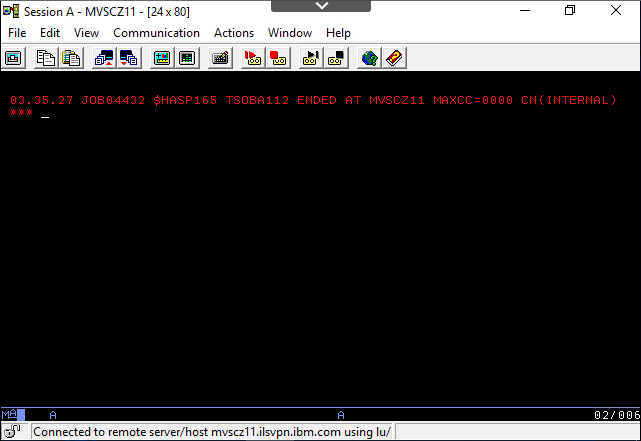 Session A - MVSCZ11 - [24 x 80]
File Edit View Communication Actions Window Help
03.35.27 JOB04432 $HASP165 TSOBA112 ENDED AT MVSCZ11 MAXCC=0000 CN(INTERNAL)
*** _
MA A A 02/006
Connected to remote server/host mvscz11.ilsvpn.ibm.com using lu/